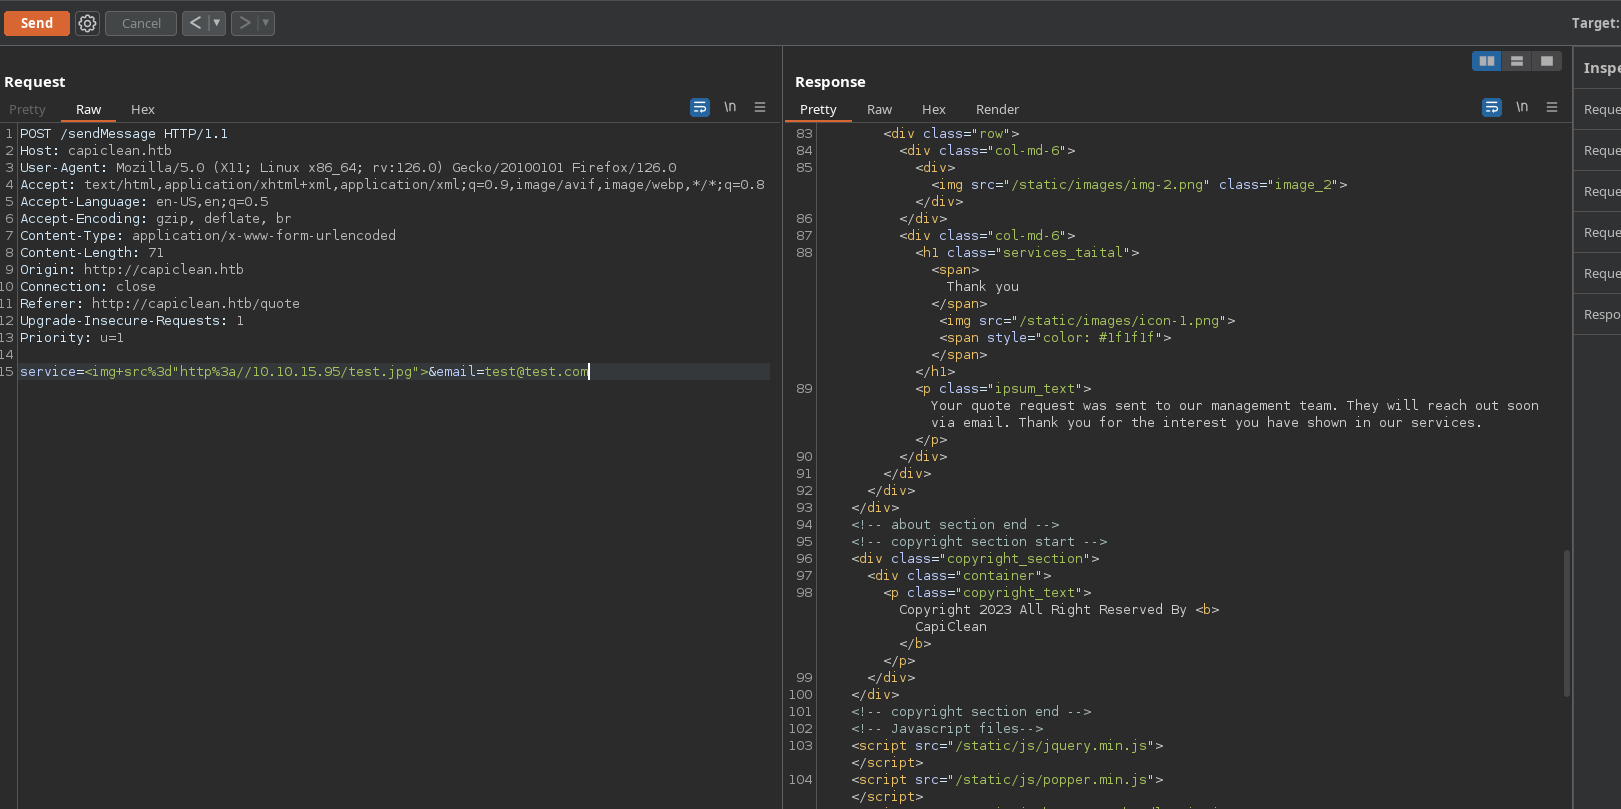 Send
Cancel
< | ▼
> | ▼
Target:
Request
Pretty
Raw
Hex
\n
1 POST /sendMessage HTTP/1.1
2 Host: capiclean.htb
3 User-Agent: Mozilla/5.0 (X11; Linux x86_64; rv:126.0) Gecko/20100101 Firefox/126.0
4 Accept: text/html,application/xhtml+xml,application/xml;q=0.9,image/avif,image/webp,*/*;q=0.8
5 Accept-Language: en-US,en;q=0.5
6 Accept-Encoding: gzip, deflate, br
7 Content-Type: application/x-www-form-urlencoded
8 Content-Length: 71
9 Origin: http://capiclean.htb
10 Connection: close
11 Referer: http://capiclean.htb/quote
12 Upgrade-Insecure-Requests: 1
13 Priority: u=1
14
15 service=<img+src%3d"http%3a//10.10.15.95/test.jpg">&email=test@test.com
Response
Pretty
Raw
Hex
Render
\n
83 <div class="row">
84 <div class="col-md-6">
85 <div>
<img src="/static/images/img-2.png" class="image_2">
</div>
86 </div>
87 <div class="col-md-6">
88 <h1 class="services_taital">
<span>
Thank you
</span>
<img src="/static/images/icon-1.png">
<span style="color: #1f1f1f">
</span>
</h1>
89 <p class="ipsum_text">
Your quote request was sent to our management team. They will reach out soon
via email. Thank you for the interest you have shown in our services.
</p>
90 </div>
91 </div>
92 </div>
93 </div>
94 <!-- about section end -->
95 <!-- copyright section start -->
96 <div class="copyright_section">
97 <div class="container">
98 <p class="copyright_text">
Copyright 2023 All Right Reserved By <b>
CapiClean
</b>
</p>
99 </div>
100 </div>
101 <!-- copyright section end -->
102 <!-- Javascript files-->
103 <script src="/static/js/jquery.min.js">
</script>
104 <script src="/static/js/popper.min.js">
</script>
Inspe
Reque
Reque
Reque
Reque
Reque
Respo